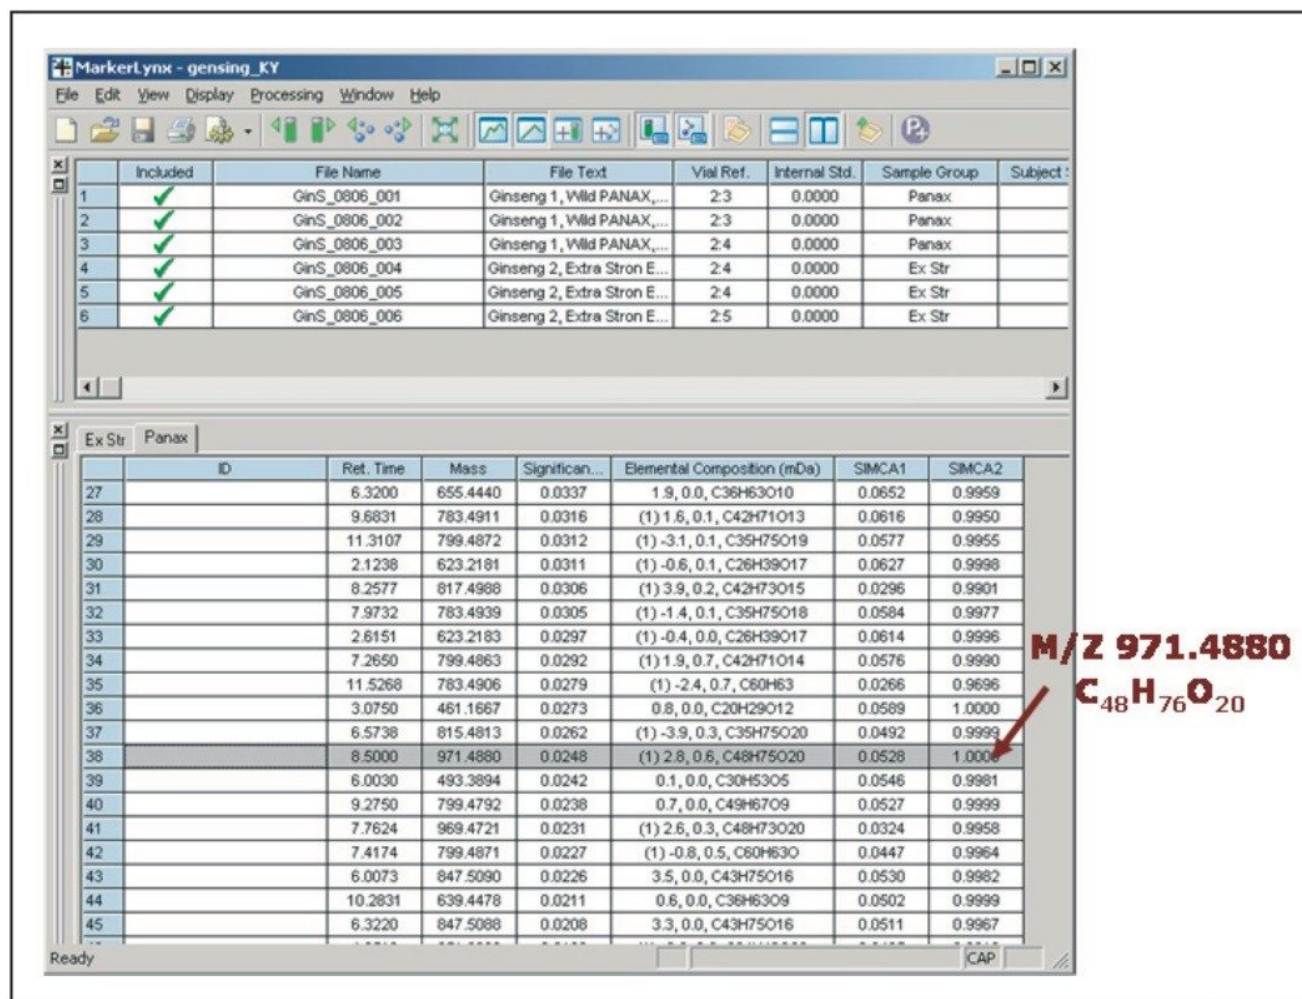 MarkerLynx - gensing_KY
File Edit View Display Processing Window Help
Included File Name File Text Vial Ref. Internal Std. Sample Group Subject
1 GinS_0806_001 Ginseng 1, Wild PANAX,... 2:3 0.0000 Panax
2 GinS_0806_002 Ginseng 1, Wild PANAX,... 2:3 0.0000 Panax
3 GinS_0806_003 Ginseng 1, Wild PANAX,... 2:4 0.0000 Panax
4 GinS_0806_004 Ginseng 2, Extra Stron E... 2:4 0.0000 Ex Str
5 GinS_0806_005 Ginseng 2, Extra Stron E... 2:4 0.0000 Ex Str
6 GinS_0806_006 Ginseng 2, Extra Stron E... 2:5 0.0000 Ex Str
Ex Str Panax
ID Ret. Time Mass Significan... Elemental Composition (mDa) SIMCA1 SIMCA2
27 6.3200 655.4440 0.0337 1.9, 0.0, C36H63O10 0.0652 0.9959
28 9.6831 783.4911 0.0316 (1) 1.6, 0.1, C42H71O13 0.0616 0.9950
29 11.3107 799.4872 0.0312 (1) -3.1, 0.1, C35H75O19 0.0577 0.9955
30 2.1238 623.2181 0.0311 (1) -0.6, 0.1, C26H39O17 0.0627 0.9998
31 8.2577 817.4988 0.0306 (1) 3.9, 0.2, C42H73O15 0.0296 0.9901
32 7.9732 783.4939 0.0305 (1) -1.4, 0.1, C35H75O18 0.0584 0.9977
33 2.6151 623.2183 0.0297 (1) -0.4, 0.0, C26H39O17 0.0614 0.9996
34 7.2650 799.4863 0.0292 (1) 1.9, 0.7, C42H71O14 0.0576 0.9990
35 11.5268 783.4906 0.0279 (1) -2.4, 0.7, C60H63 0.0266 0.9696
36 3.0750 461.1667 0.0273 0.8, 0.0, C20H29O12 0.0589 1.0000
37 6.5738 815.4813 0.0262 (1) -3.9, 0.3, C35H75O20 0.0492 0.9999
38 8.5000 971.4880 0.0248 (1) 2.8, 0.6, C48H75O20 0.0528 1.0000
39 6.0030 493.3894 0.0242 0.1, 0.0, C30H53O5 0.0546 0.9981
40 9.2750 799.4792 0.0238 0.7, 0.0, C49H67O9 0.0527 0.9999
41 7.7624 969.4721 0.0231 (1) 2.6, 0.3, C48H73O20 0.0324 0.9958
42 7.4174 799.4871 0.0227 (1) -0.8, 0.5, C60H63O 0.0447 0.9964
43 6.0073 847.5090 0.0226 3.5, 0.0, C43H75O16 0.0530 0.9982
44 10.2831 639.4478 0.0211 0.6, 0.0, C36H63O9 0.0502 0.9999
45 6.3220 847.5088 0.0208 3.3, 0.0, C43H75O16 0.0511 0.9967
Ready CAP
M/Z 971.4880
C₄₈H₇₆O₂₀